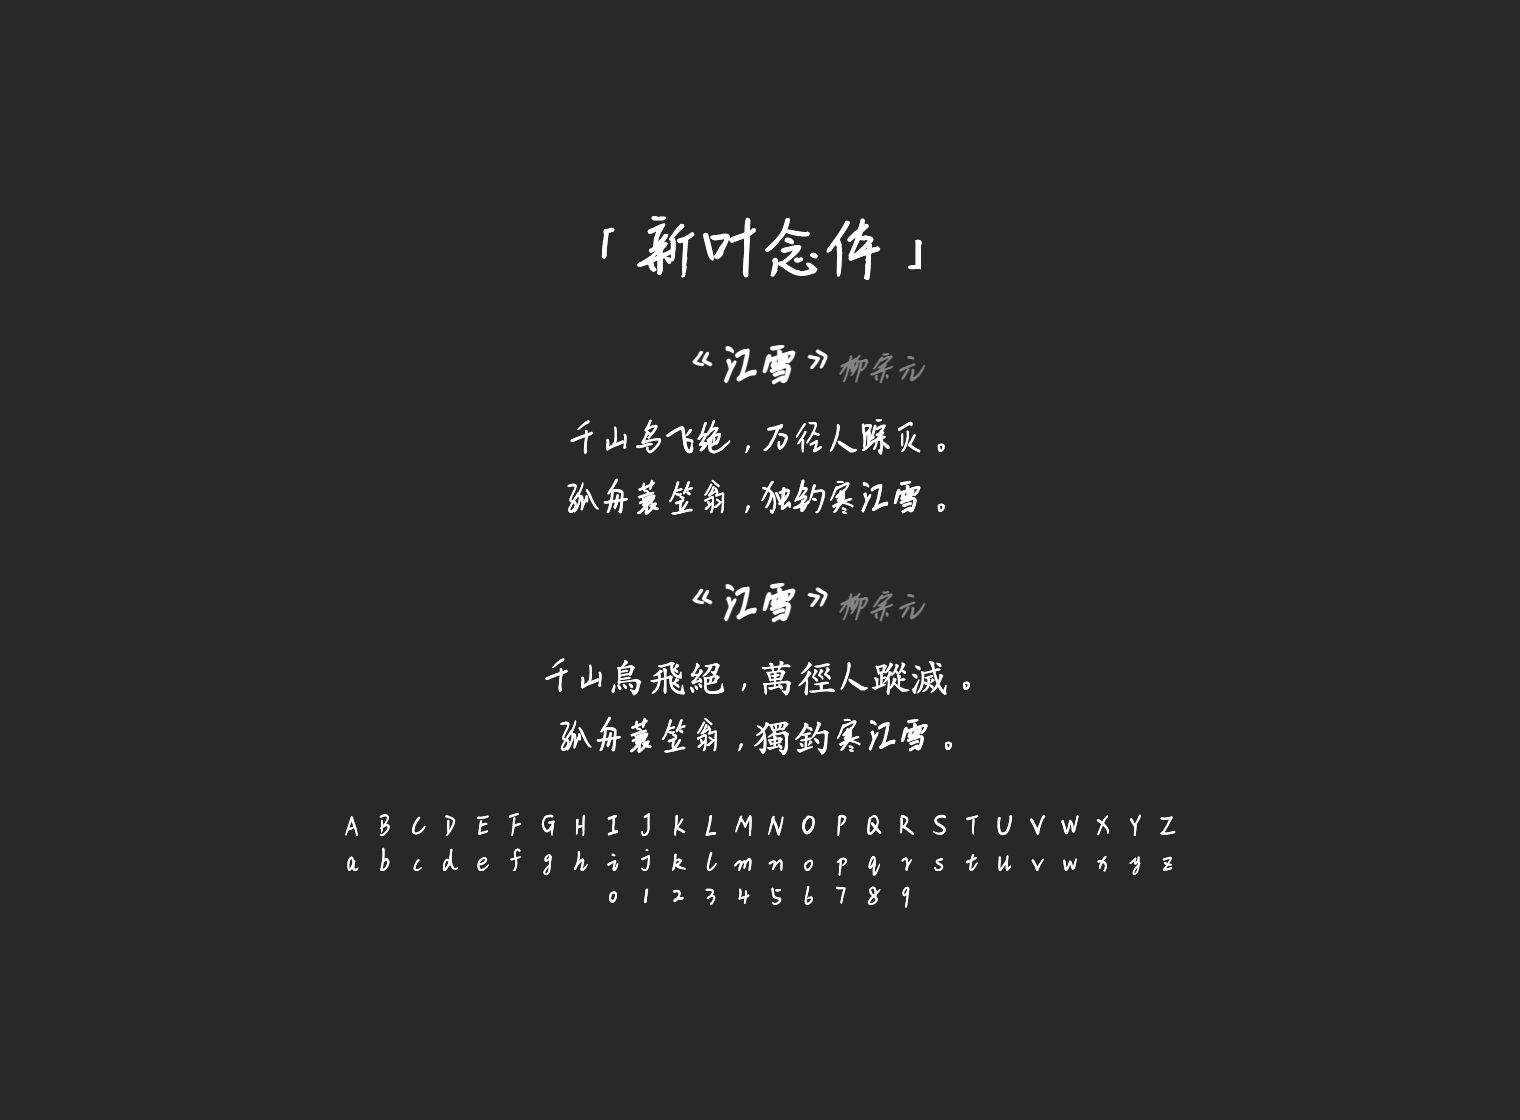 「新叶念体」
《江雪》柳宗元
千山鸟飞绝，万径人踪灭。
孤舟蓑笠翁，独钓寒江雪。
《江雪》柳宗元
千山鳥飛絕，萬徑人蹤滅。
孤舟蓑笠翁，獨釣寒江雪。
A B C D E F G H I J K L M N O P Q R S T U V W X Y Z
a b c d e f g h i j k l m n o p q r s t u v w x y z
0 1 2 3 4 5 6 7 8 9